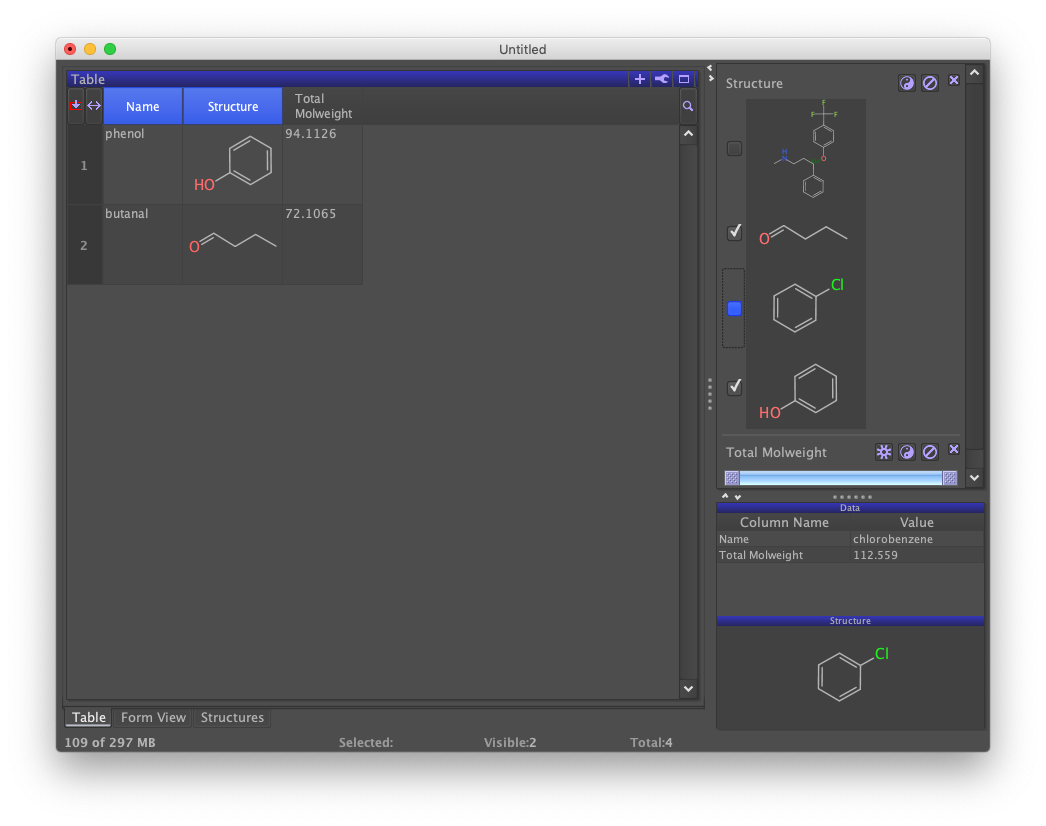 Untitled
Table
Name Structure Total Molweight
1 phenol 94.1126
HO
2 butanal 72.1065
O
Structure
F
F F
H
N
O
O
Cl
HO
Total Molweight
Data
Column Name Value
Name chlorobenzene
Total Molweight 112.559
Structure
Cl
Table Form View Structures
109 of 297 MB Selected: Visible:2 Total:4